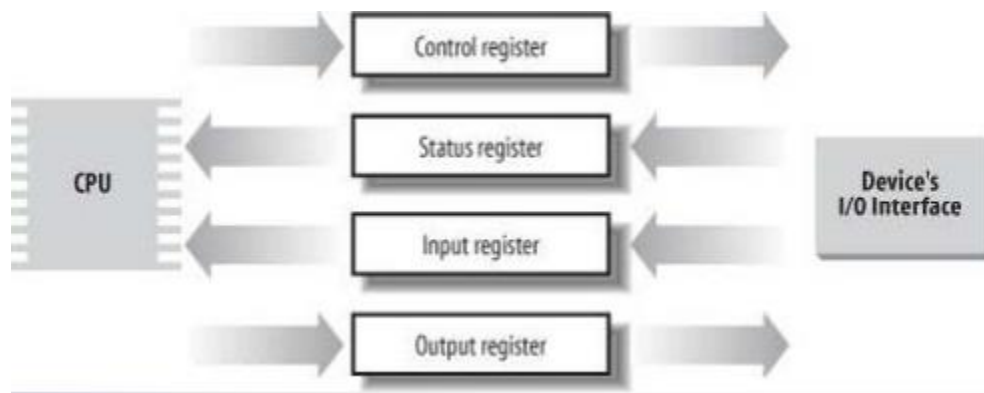 Control register
Status register
CPU
Device's
I/O Interface
Input register
Output register